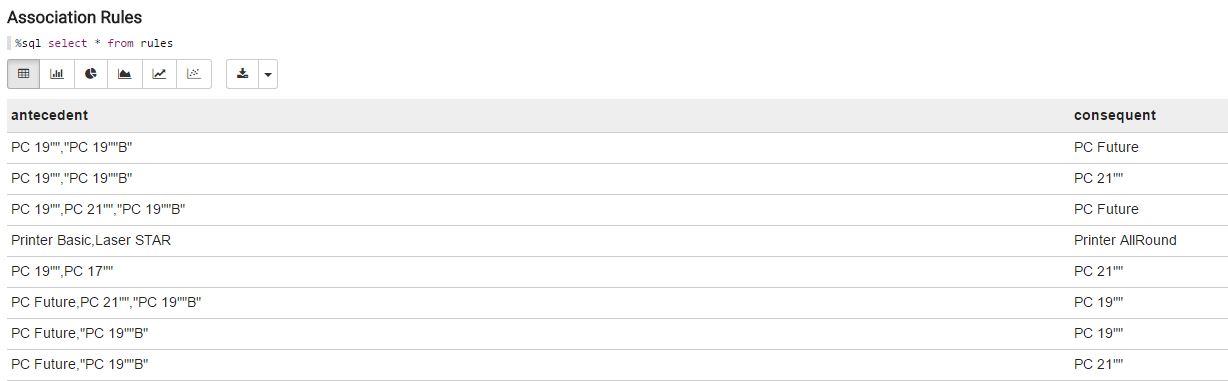 Association Rules
%sql select * from rules
antecedent consequent
PC 19"","PC 19""B" PC Future
PC 19"","PC 19""B" PC 21""
PC 19"",PC 21"","PC 19""B" PC Future
Printer Basic,Laser STAR Printer AllRound
PC 19"",PC 17"" PC 21""
PC Future,PC 21"","PC 19""B" PC 19""
PC Future,"PC 19""B" PC 19""
PC Future,"PC 19""B" PC 21""